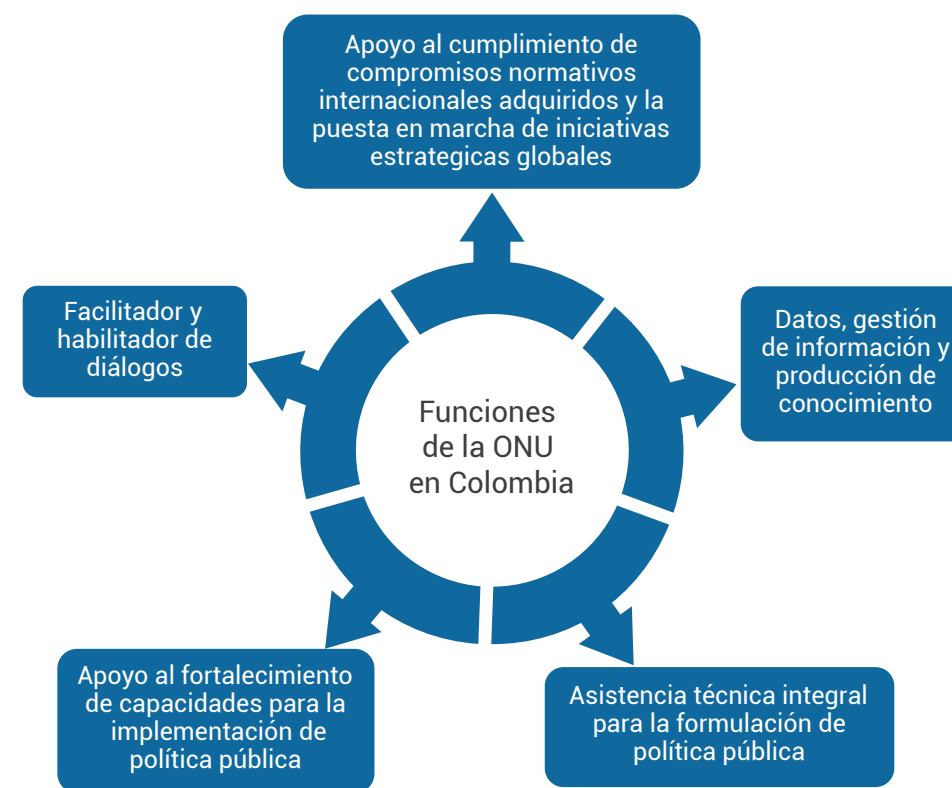 Apoyo al cumplimiento de
compromisos normativos
internacionales adquiridos y la
puesta en marcha de iniciativas
estrategicas globales
Facilitador y
habilitador de
diálogos
Datos, gestión
de información y
producción de
conocimiento
Funciones
de la ONU
en Colombia
Apoyo al fortalecimiento
de capacidades para la
implementación de
política pública
Asistencia técnica integral
para la formulación de
política pública